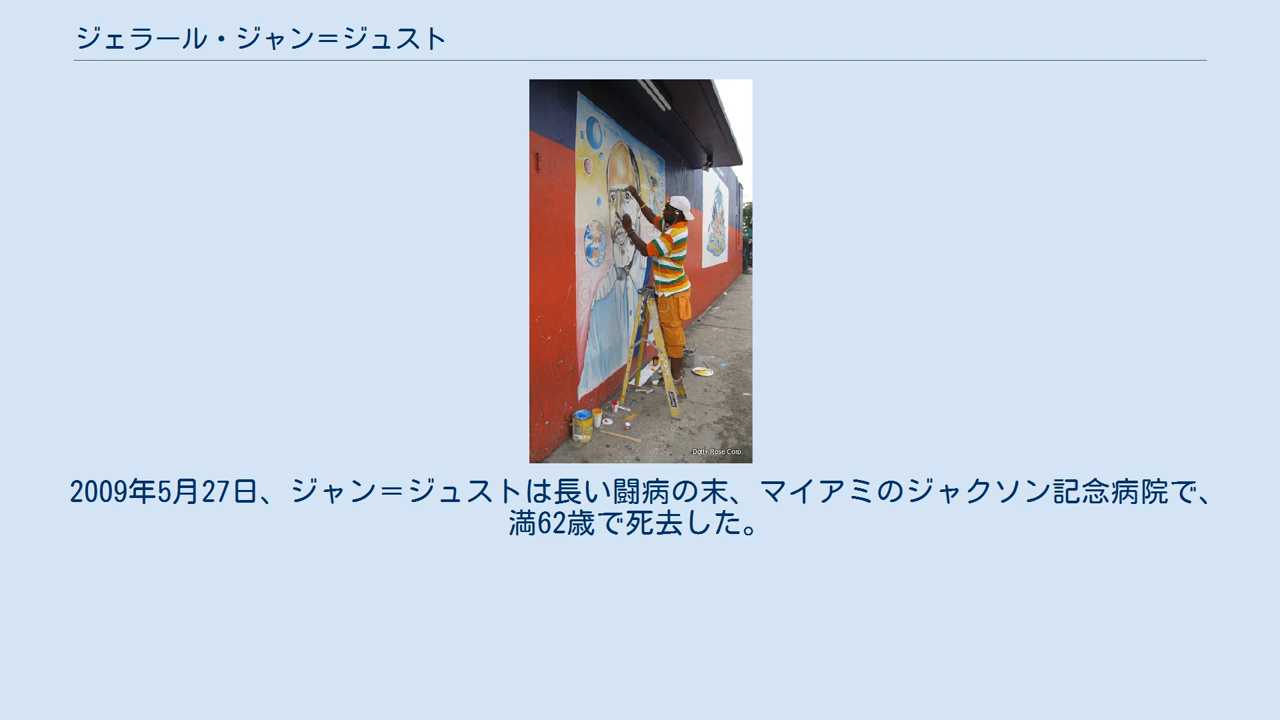 ジェラール・ジャン＝ジュスト
Dotty Rose Corp.
2009年5月27日、ジャン＝ジュストは長い闘病の末、マイアミのジャクソン記念病院で、
満62歳で死去した。